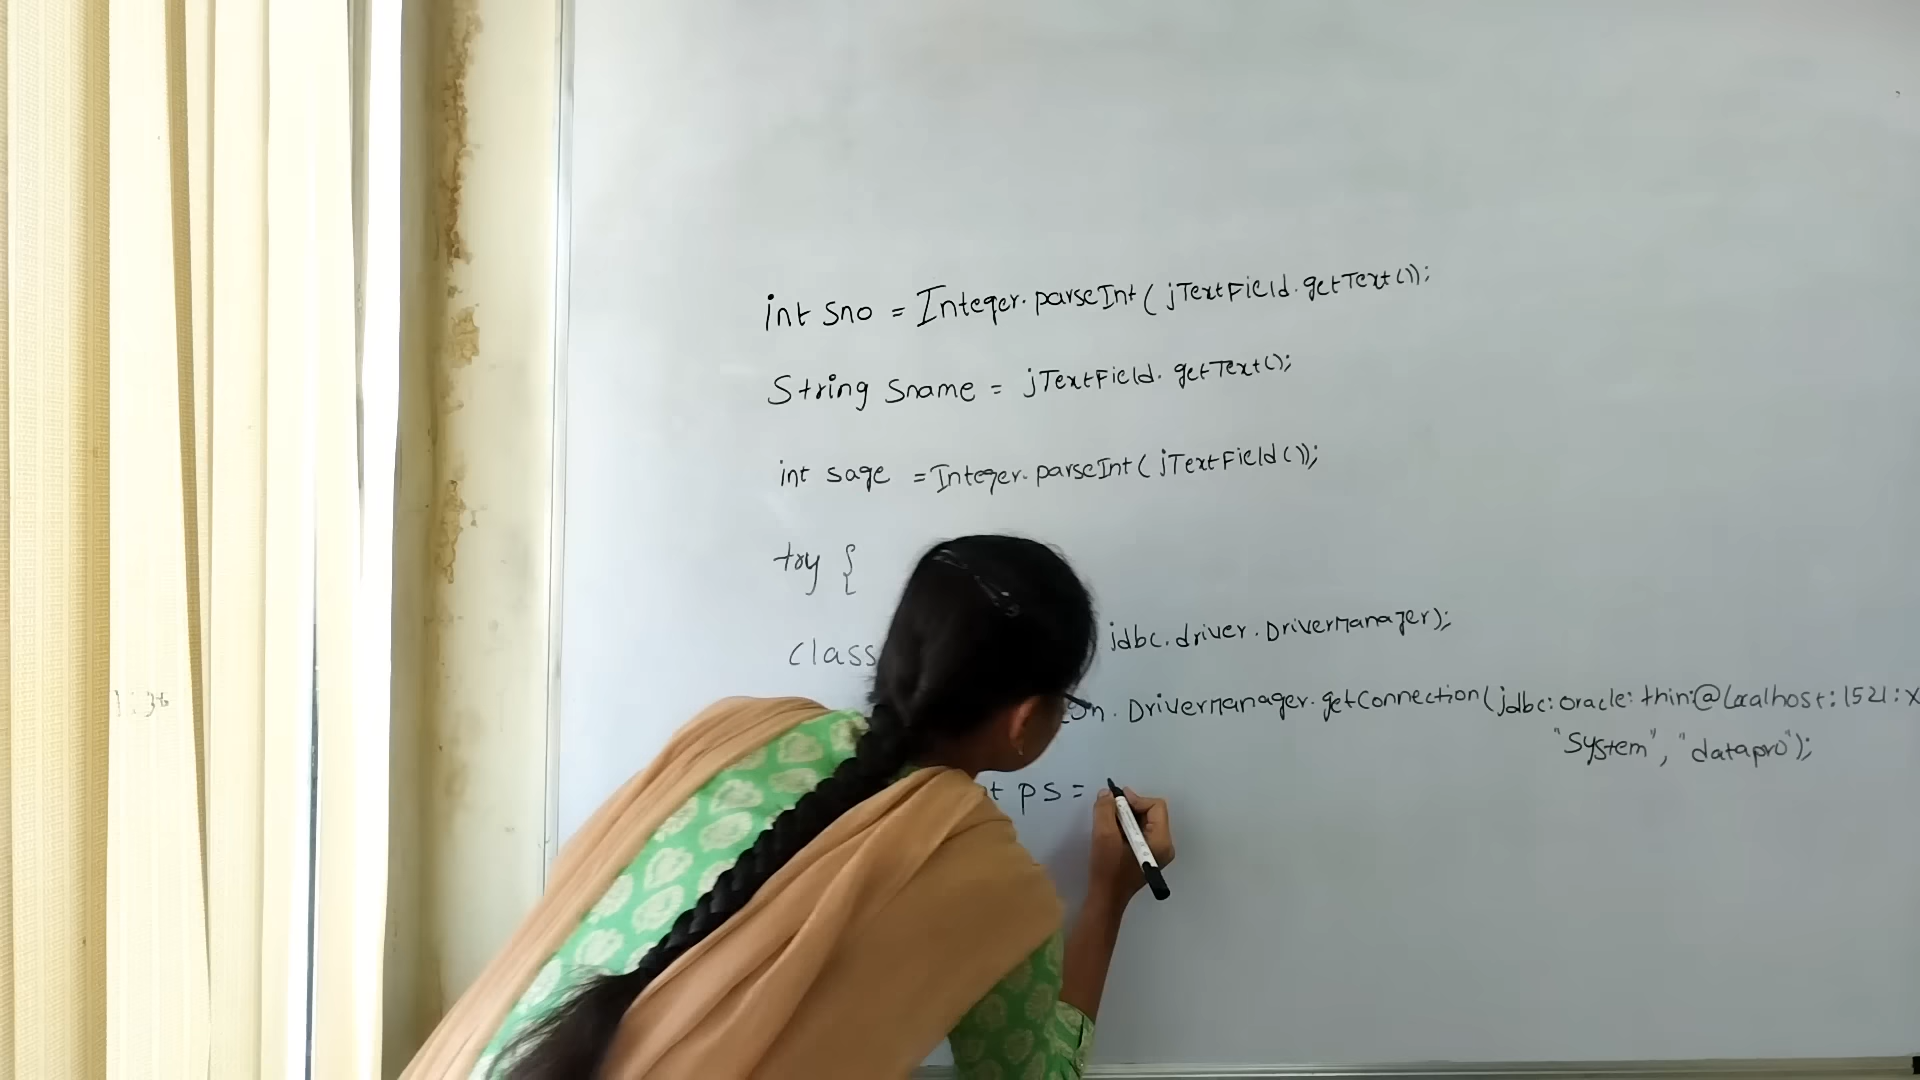 int sno = Integer.parseInt( jTextField.getText());
String Sname = jTextField. getText();
int sage = Integer.parseInt( jTextField());
try {
class jdbc.driver.DriverManager);
. DriverManager.getConnection(jdbc:oracle:thin:@localhost:1521:X
"System", "datapro");
ps =